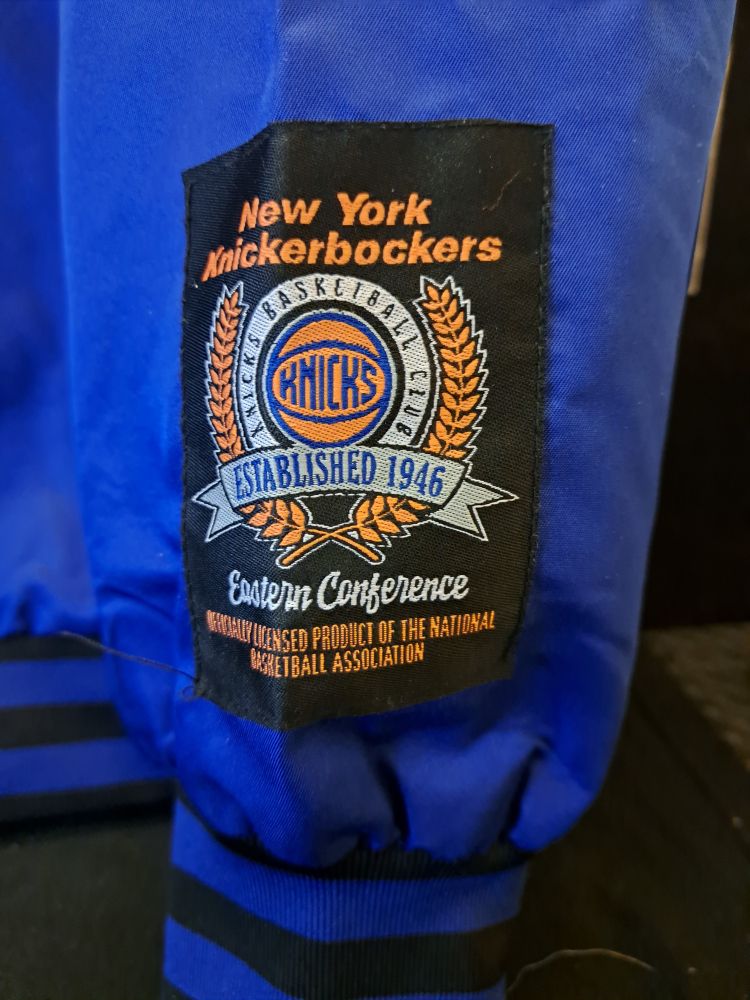 New York
Knickerbockers
KNICKS BASKETBALL CLUB
KNICKS
ESTABLISHED 1946
Eastern Conference
OFFICIALLY LICENSED PRODUCT OF THE NATIONAL
BASKETBALL ASSOCIATION